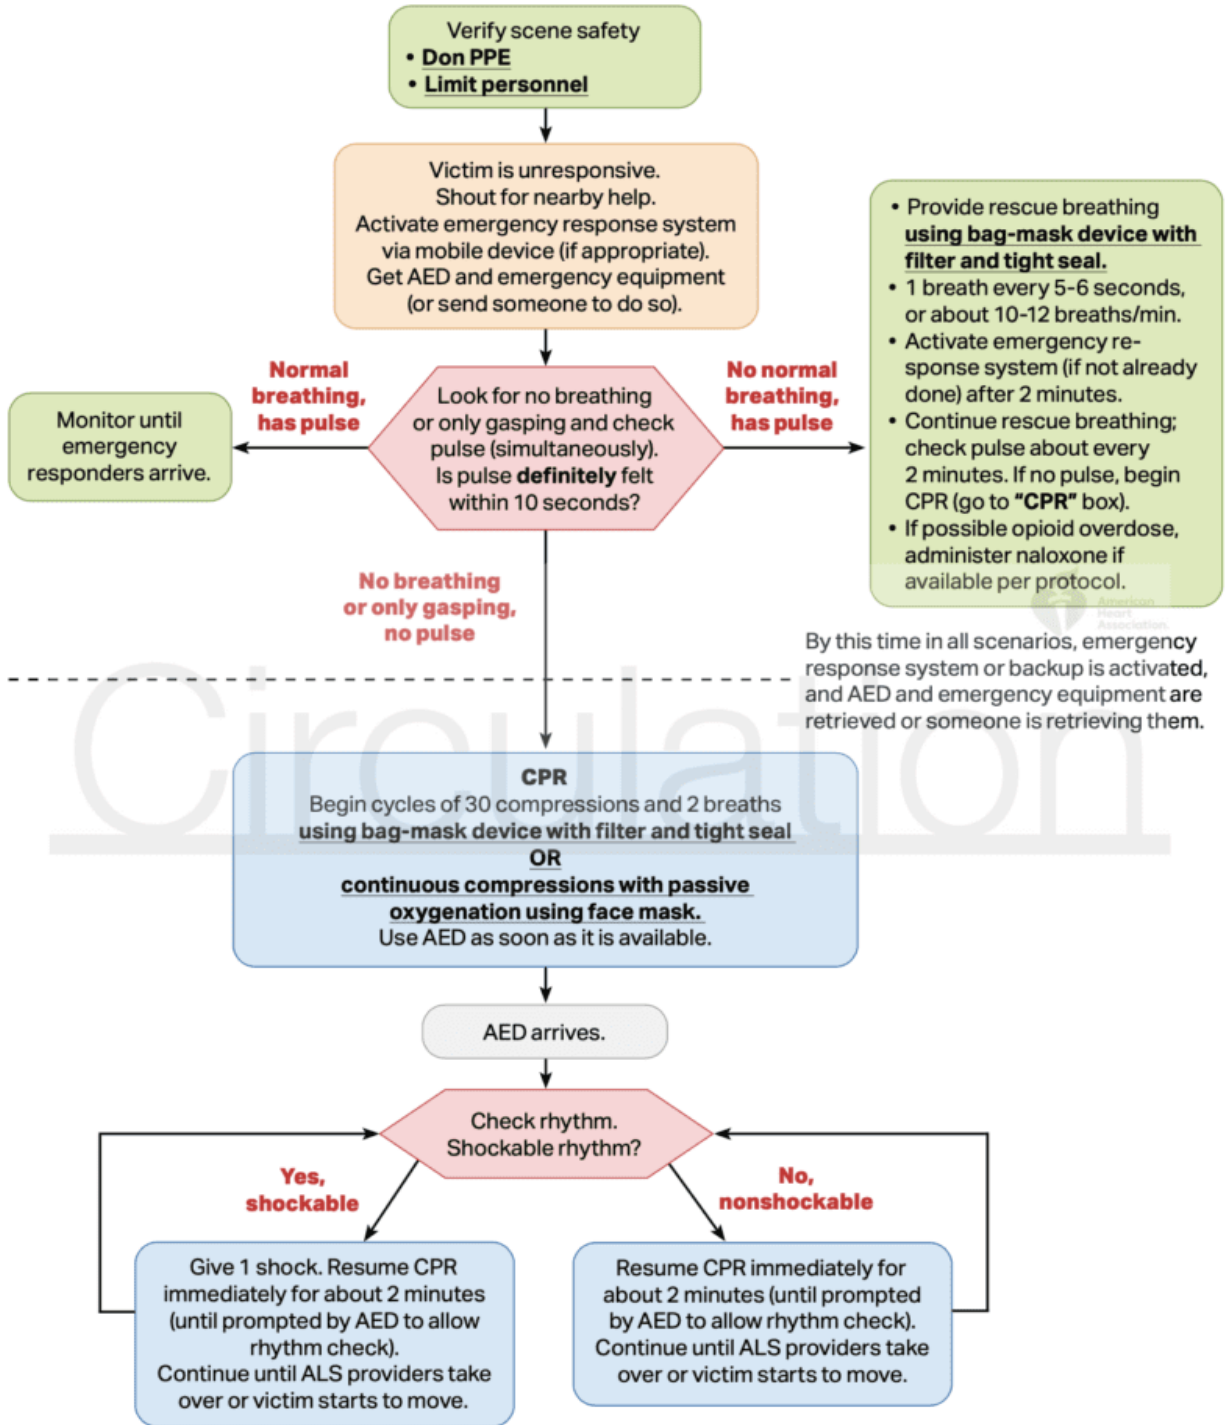 Verify scene safety
• Don PPE
• Limit personnel
Victim is unresponsive.
Shout for nearby help.
Activate emergency response system
via mobile device (if appropriate).
Get AED and emergency equipment
(or send someone to do so).
Normal
breathing,
has pulse
Monitor until
emergency
responders arrive.
Look for no breathing
or only gasping and check
pulse (simultaneously).
Is pulse definitely felt
within 10 seconds?
No normal
breathing,
has pulse
• Provide rescue breathing
using bag-mask device with
filter and tight seal.
• 1 breath every 5-6 seconds,
or about 10-12 breaths/min.
• Activate emergency re-
sponse system (if not already
done) after 2 minutes.
• Continue rescue breathing;
check pulse about every
2 minutes. If no pulse, begin
CPR (go to "CPR" box).
• If possible opioid overdose,
administer naloxone if
available per protocol.
American
Heart
Association.
No breathing
or only gasping,
no pulse
By this time in all scenarios, emergency
response system or backup is activated,
and AED and emergency equipment are
retrieved or someone is retrieving them.
Circulation
CPR
Begin cycles of 30 compressions and 2 breaths
using bag-mask device with filter and tight seal
OR
continuous compressions with passive
oxygenation using face mask.
Use AED as soon as it is available.
AED arrives.
Check rhythm.
Shockable rhythm?
Yes,
shockable
No,
nonshockable
Give 1 shock. Resume CPR
immediately for about 2 minutes
(until prompted by AED to allow
rhythm check).
Continue until ALS providers take
over or victim starts to move.
Resume CPR immediately for
about 2 minutes (until prompted
by AED to allow rhythm check).
Continue until ALS providers take
over or victim starts to move.